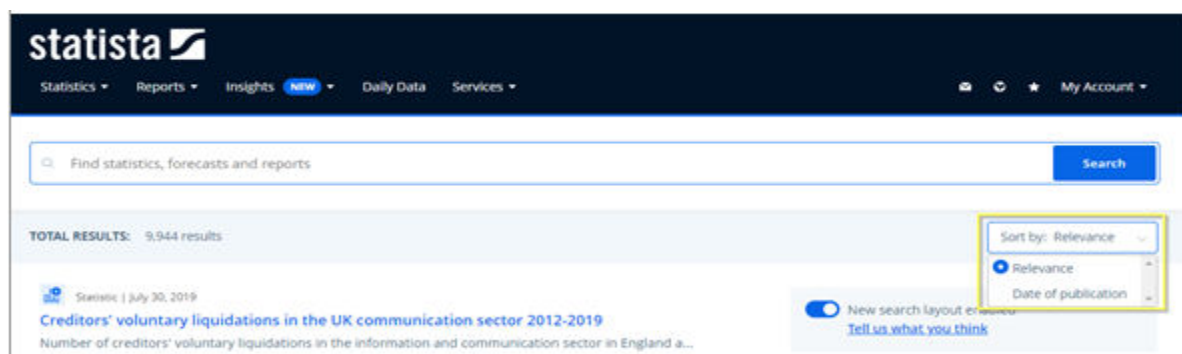 statista
Statistics Reports Insights NEW Daily Data Services My Account
Find statistics, forecasts and reports Search
TOTAL RESULTS: 9,944 results Sort by: Relevance
Relevance
Date of publication
Statistic | July 30, 2019
Creditors' voluntary liquidations in the UK communication sector 2012-2019
Number of creditors' voluntary liquidations in the information and communication sector in England a...
New search layout enabled
Tell us what you think